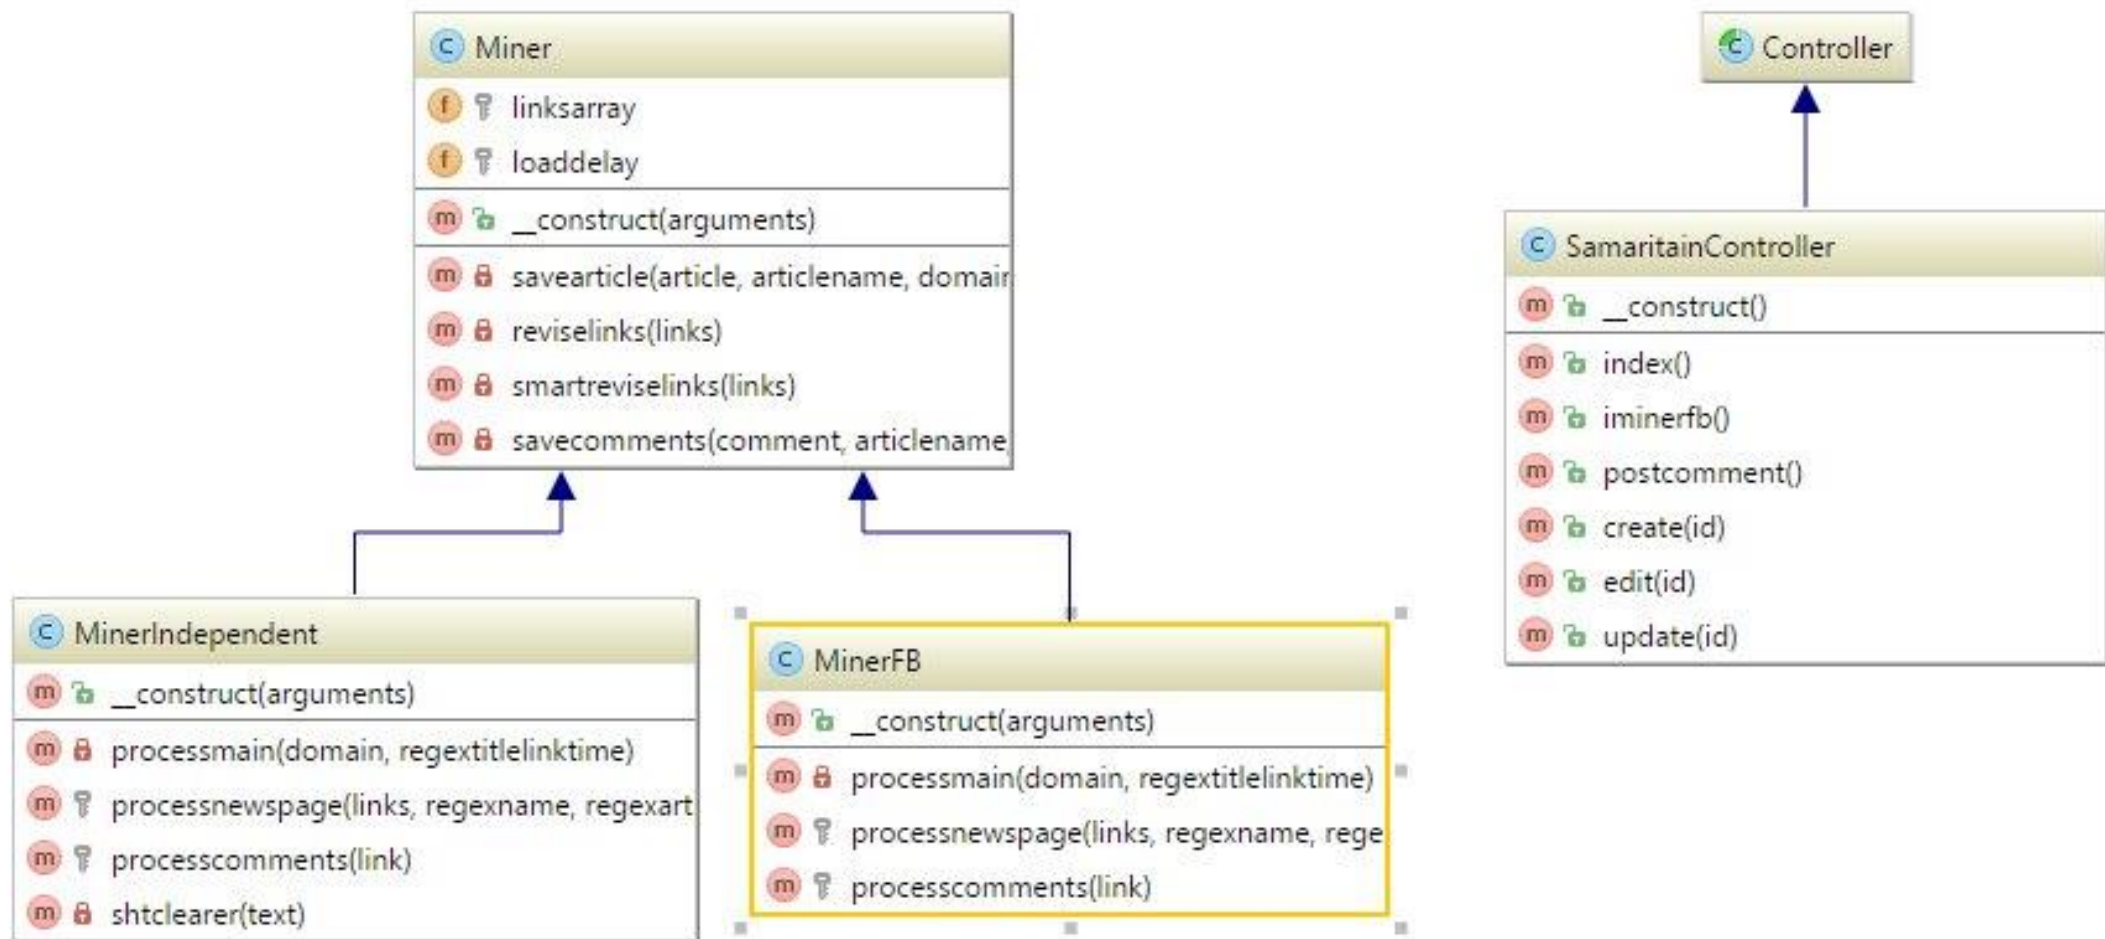 Miner
linksarray
loaddelay
__construct(arguments)
savearticle(article, articlename, domain
reviselinks(links)
smartreviselinks(links)
savecomments(comment, articlename,
MinerIndependent
__construct(arguments)
processmain(domain, regextitlelinktime)
processnewspage(links, regexname, regexart
processcomments(link)
shtclearer(text)
MinerFB
__construct(arguments)
processmain(domain, regextitlelinktime)
processnewspage(links, regexname, rege
processcomments(link)
Controller
SamaritainController
__construct()
index()
iminerfb()
postcomment()
create(id)
edit(id)
update(id)